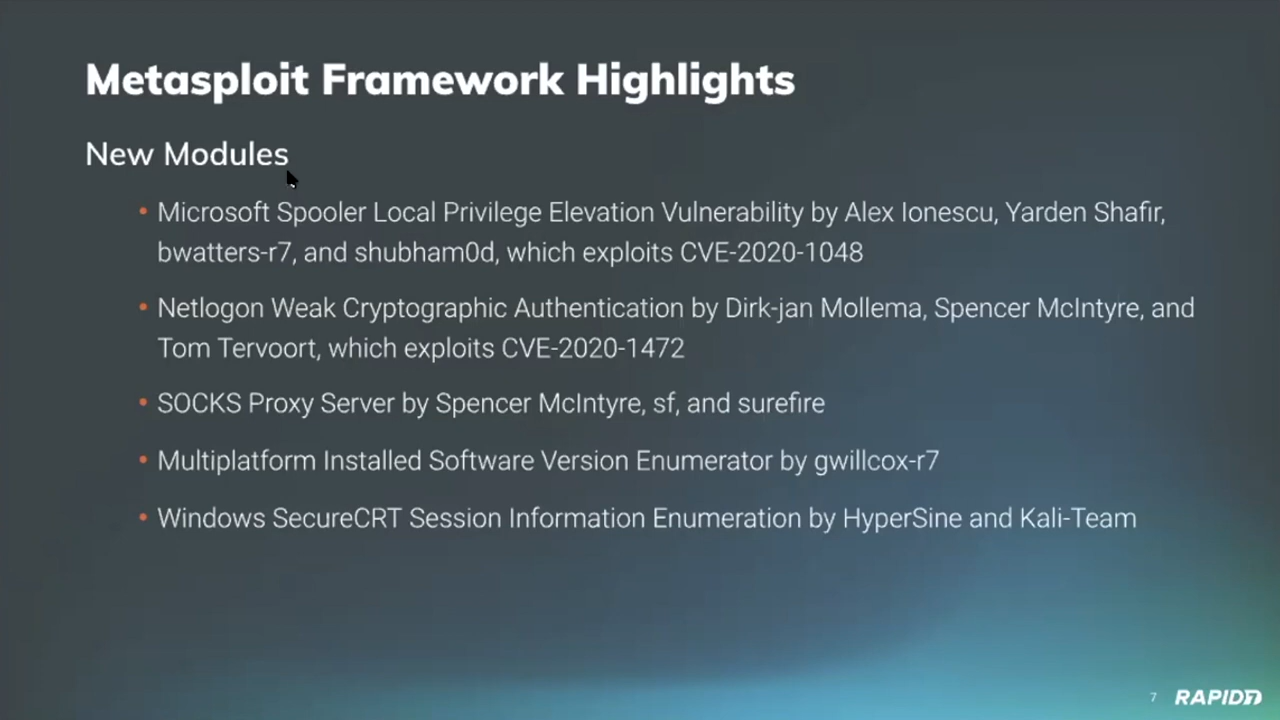 Metasploit Framework Highlights
New Modules
• Microsoft Spooler Local Privilege Elevation Vulnerability by Alex Ionescu, Yarden Shafir,
bwatters-r7, and shubham0d, which exploits CVE-2020-1048
• Netlogon Weak Cryptographic Authentication by Dirk-jan Mollema, Spencer McIntyre, and
Tom Tervoort, which exploits CVE-2020-1472
• SOCKS Proxy Server by Spencer McIntyre, sf, and surefire
• Multiplatform Installed Software Version Enumerator by gwillcox-r7
• Windows SecureCRT Session Information Enumeration by HyperSine and Kali-Team
7 RAPID7